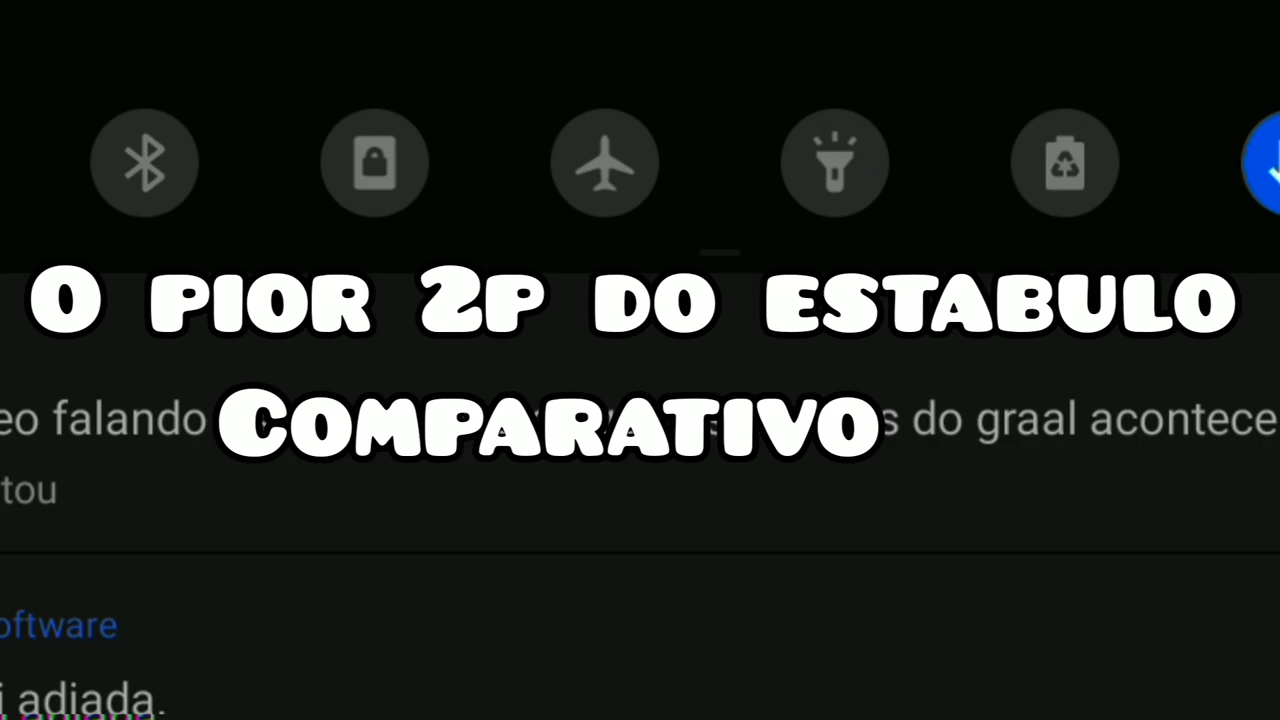 O pior 2p do estabulo
eo falando Comparativo s do graal acontece
tou
oftware
i adiada.